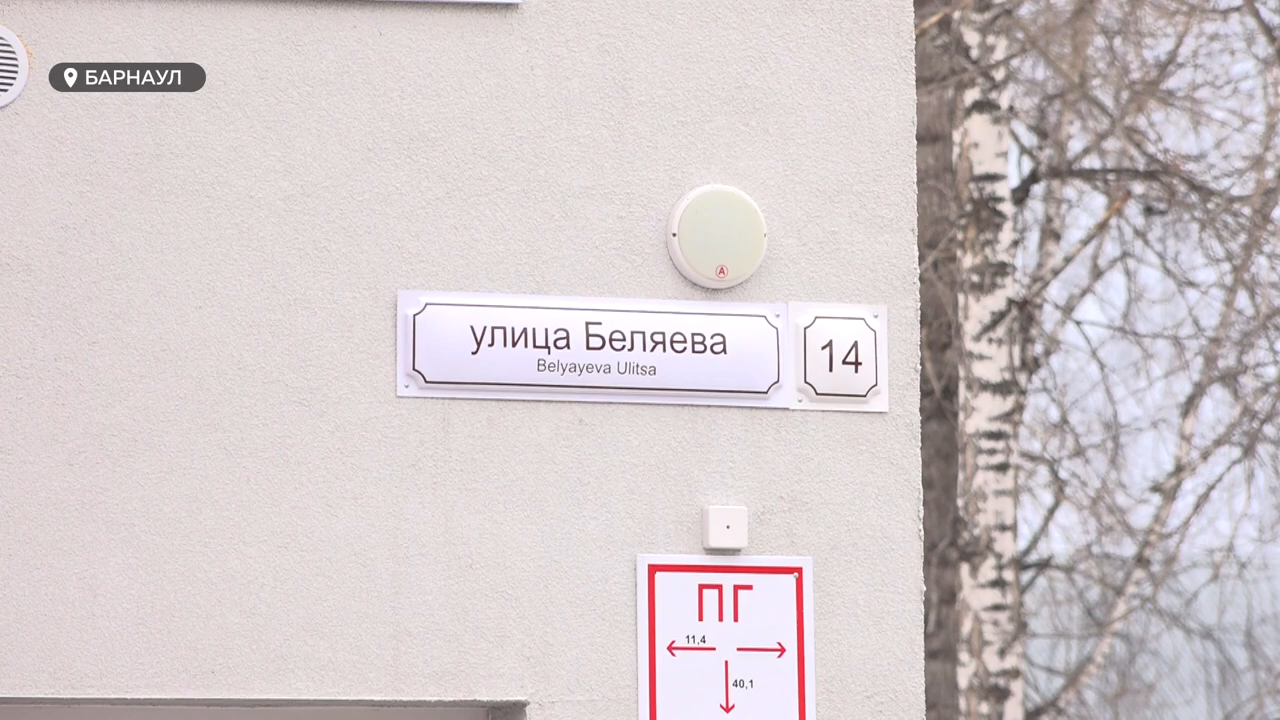 БАРНАУЛ
А
улица Беляева
Belyayeva Ulitsa
14
ПГ
11,4
40,1